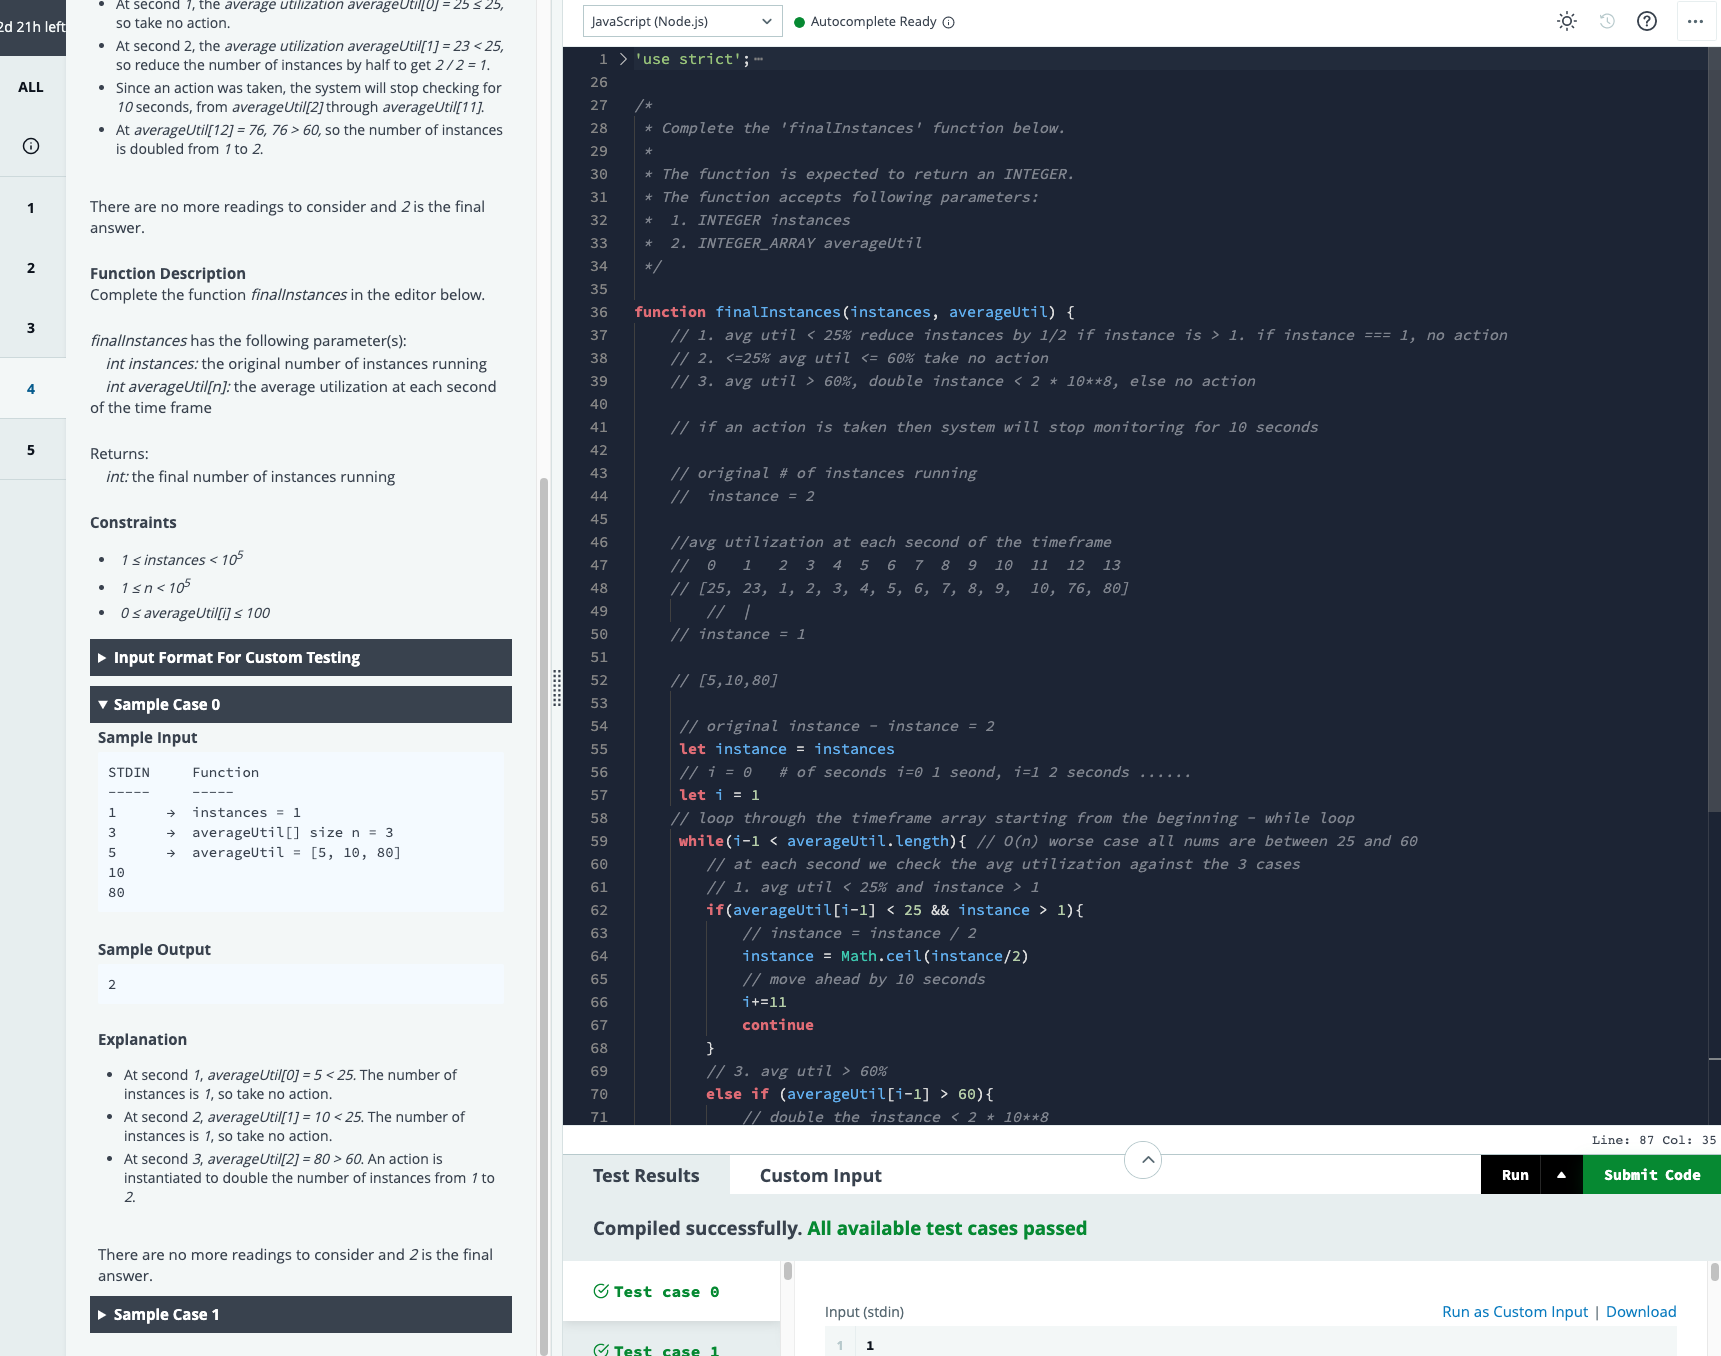 2d 21h left
ALL
1
2
3
4
5
At second 1, the average utilization averageUtil[0] = 25 ≤ 25,
so take no action.
At second 2, the average utilization averageUtil[1] = 23 < 25,
so reduce the number of instances by half to get 2 / 2 = 1.
Since an action was taken, the system will stop checking for
10 seconds, from averageUtil[2] through averageUtil[11].
At averageUtil[12] = 76, 76 > 60, so the number of instances
is doubled from 1 to 2.
There are no more readings to consider and 2 is the final
answer.
Function Description
Complete the function finalInstances in the editor below.
finalInstances has the following parameter(s):
int instances: the original number of instances running
int averageUtil[n]: the average utilization at each second
of the time frame
Returns:
int: the final number of instances running
Constraints
1 ≤ instances < 10^5
1 ≤ n < 10^5
0 ≤ averageUtil[i] ≤ 100
Input Format For Custom Testing
Sample Case 0
Sample Input
STDIN Function
----- -----
1 → instances = 1
3 → averageUtil[] size n = 3
5 → averageUtil = [5, 10, 80]
10
80
Sample Output
2
Explanation
At second 1, averageUtil[0] = 5 < 25. The number of
instances is 1, so take no action.
At second 2, averageUtil[1] = 10 < 25. The number of
instances is 1, so take no action.
At second 3, averageUtil[2] = 80 > 60. An action is
instantiated to double the number of instances from 1 to
2.
There are no more readings to consider and 2 is the final
answer.
Sample Case 1
JavaScript (Node.js)
Autocomplete Ready
1 'use strict';
26
27 /*
28 * Complete the 'finalInstances' function below.
29 *
30 * The function is expected to return an INTEGER.
31 * The function accepts following parameters:
32 * 1. INTEGER instances
33 * 2. INTEGER_ARRAY averageUtil
34 */
35
36 function finalInstances(instances, averageUtil) {
37 // 1. avg util < 25% reduce instances by 1/2 if instance is > 1. if instance === 1, no action
38 // 2. <=25% avg util <= 60% take no action
39 // 3. avg util > 60%, double instance < 2 * 10**8, else no action
40
41 // if an action is taken then system will stop monitoring for 10 seconds
42
43 // original # of instances running
44 // instance = 2
45
46 //avg utilization at each second of the timeframe
47 // 0 1 2 3 4 5 6 7 8 9 10 11 12 13
48 // [25, 23, 1, 2, 3, 4, 5, 6, 7, 8, 9, 10, 76, 80]
49 // |
50 // instance = 1
51
52 // [5,10,80]
53
54 // original instance - instance = 2
55 let instance = instances
56 // i = 0 # of seconds i=0 1 seond, i=1 2 seconds ......
57 let i = 1
58 // loop through the timeframe array starting from the beginning - while loop
59 while(i-1 < averageUtil.length){ // O(n) worse case all nums are between 25 and 60
60 // at each second we check the avg utilization against the 3 cases
61 // 1. avg util < 25% and instance > 1
62 if(averageUtil[i-1] < 25 && instance > 1){
63 // instance = instance / 2
64 instance = Math.ceil(instance/2)
65 // move ahead by 10 seconds
66 i+=11
67 continue
68 }
69 // 3. avg util > 60%
70 else if (averageUtil[i-1] > 60){
71 // double the instance < 2 * 10**8
Line: 87 Col: 35
Test Results
Custom Input
Run
Submit Code
Compiled successfully. All available test cases passed
Test case 0
Test case 1
Input (stdin)
Run as Custom Input | Download
1 1